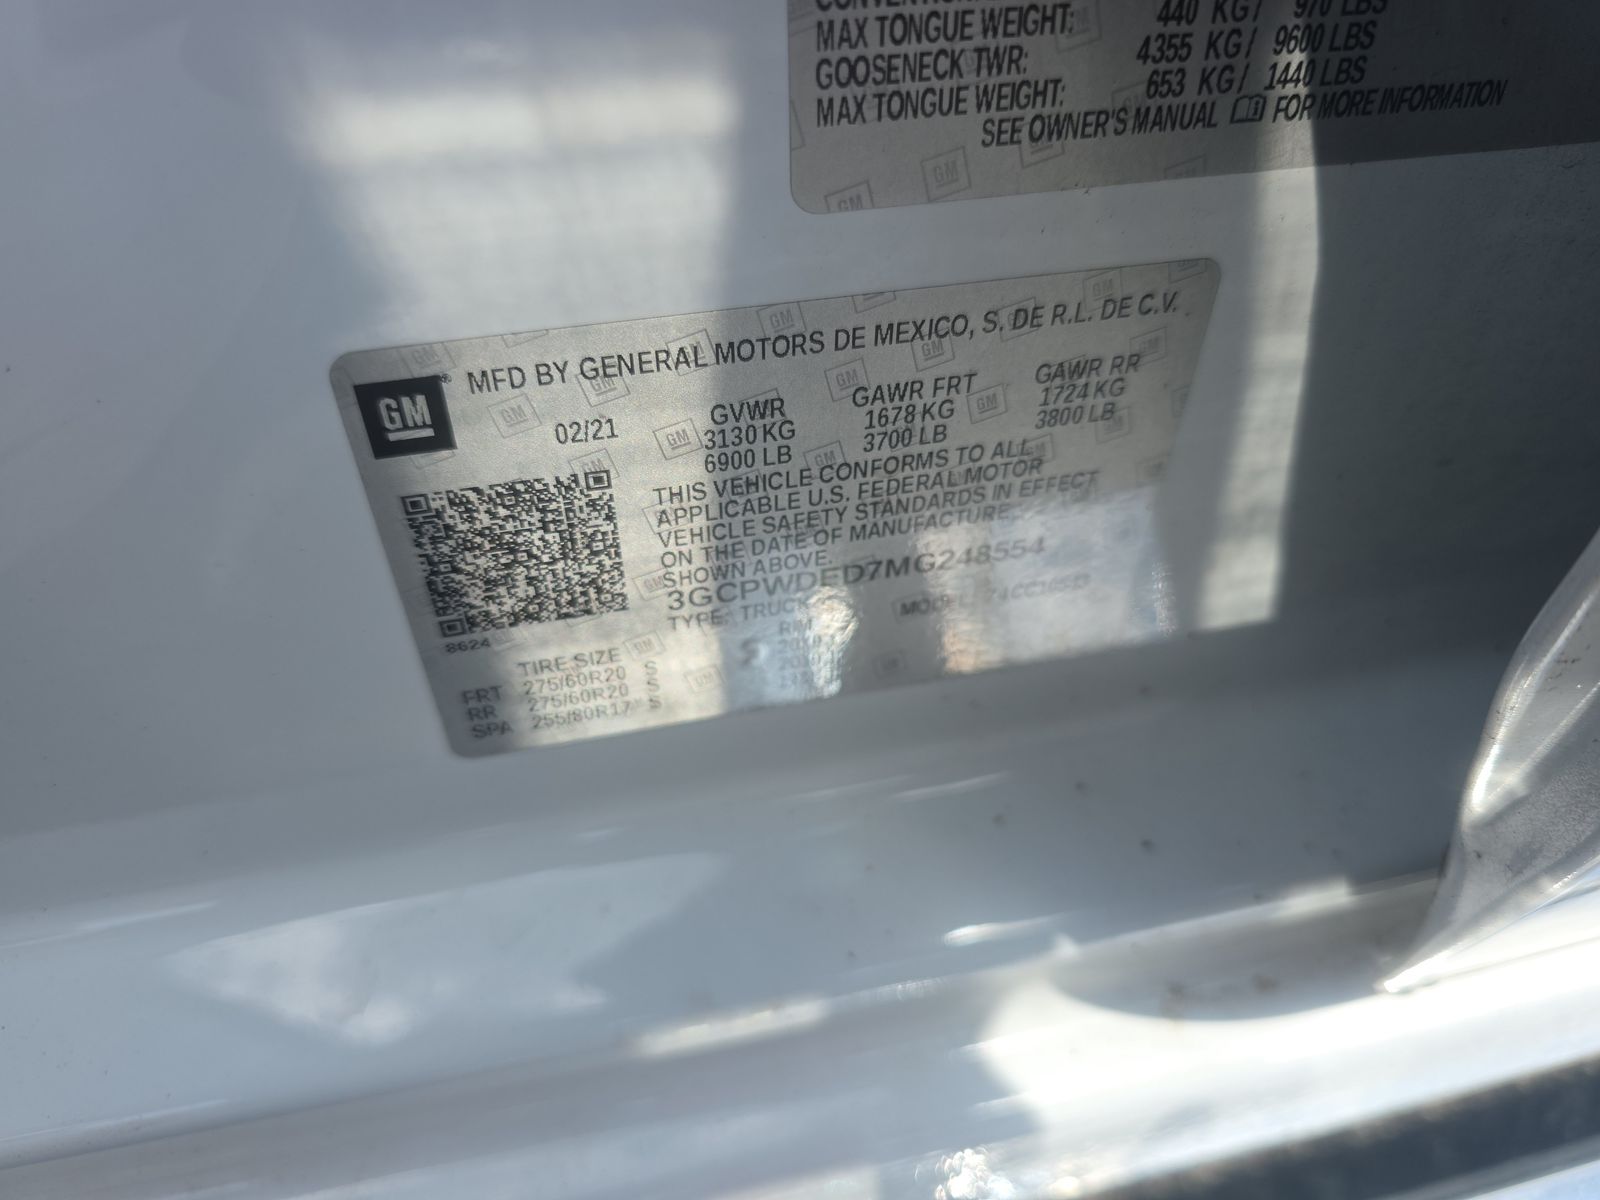 MAX TONGUE WEIGHT: 440 KG/ 970 LBS
GOOSENECK TWR: 4355 KG/ 9600 LBS
MAX TONGUE WEIGHT: 653 KG/ 1440 LBS
SEE OWNER'S MANUAL FOR MORE INFORMATION
GM
MFD BY GENERAL MOTORS DE MEXICO, S. DE R.L. DE C.V.
02/21
GVWR GAWR FRT GAWR RR
3130 KG 1678 KG 1724 KG
6900 LB 3700 LB 3800 LB
THIS VEHICLE CONFORMS TO ALL
APPLICABLE U.S. FEDERAL MOTOR
VEHICLE SAFETY STANDARDS IN EFFECT
ON THE DATE OF MANUFACTURE
SHOWN ABOVE.
3GCPWDED7MG248554
TYPE: TRUCK MODEL:
8624
TIRE SIZE RIM
FRT 275/60R20 S
RR 275/60R20 S
SPA 255/80R17 S